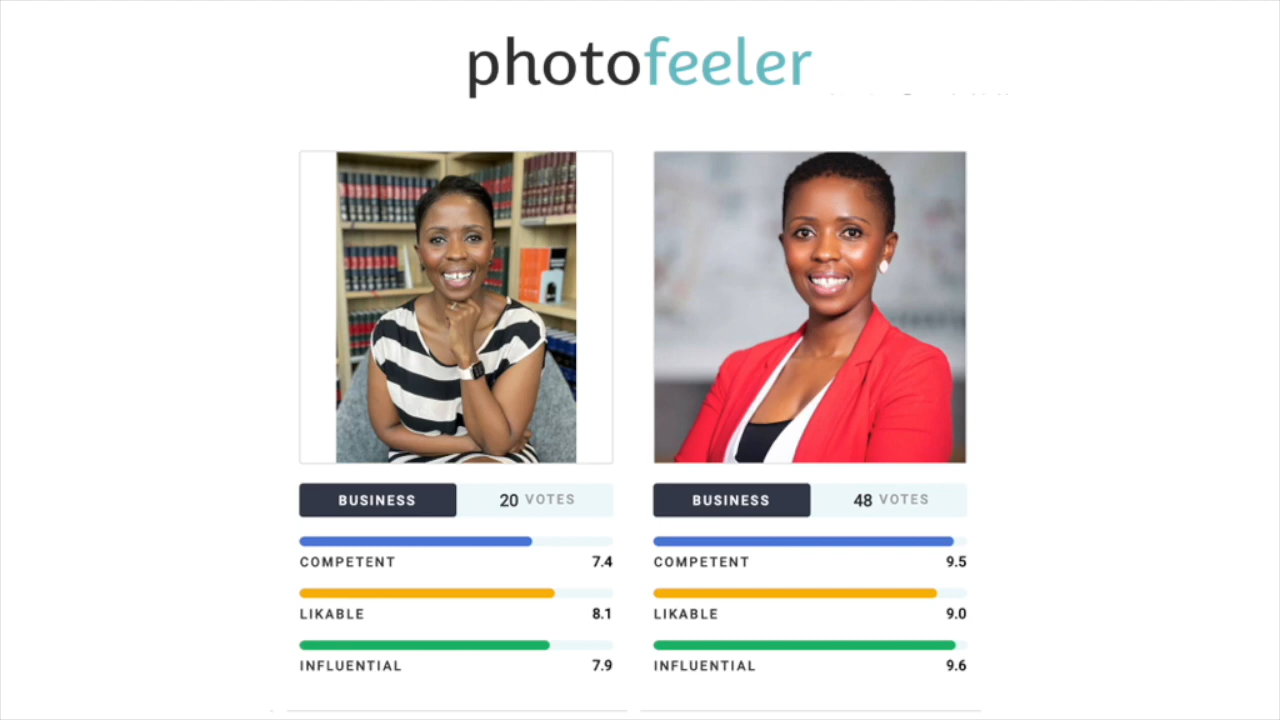 photofeeler
BUSINESS 20 VOTES
COMPETENT 7.4
LIKABLE 8.1
INFLUENTIAL 7.9
BUSINESS 48 VOTES
COMPETENT 9.5
LIKABLE 9.0
INFLUENTIAL 9.6